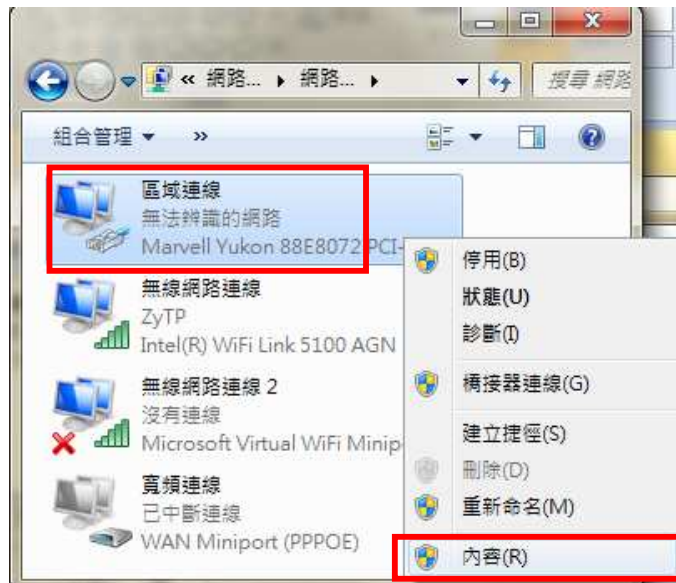 « 網路... ▸ 網路... ▸
搜尋 網路
組合管理 »
區域連線
無法辨識的網路
Marvell Yukon 88E8072 PCI-
無線網路連線
ZyTP
Intel(R) WiFi Link 5100 AGN
無線網路連線 2
沒有連線
Microsoft Virtual WiFi Minip
寬頻連線
已中斷連線
WAN Miniport (PPPOE)
停用(B)
狀態(U)
診斷(I)
橋接器連線(G)
建立捷徑(S)
刪除(D)
重新命名(M)
內容(R)